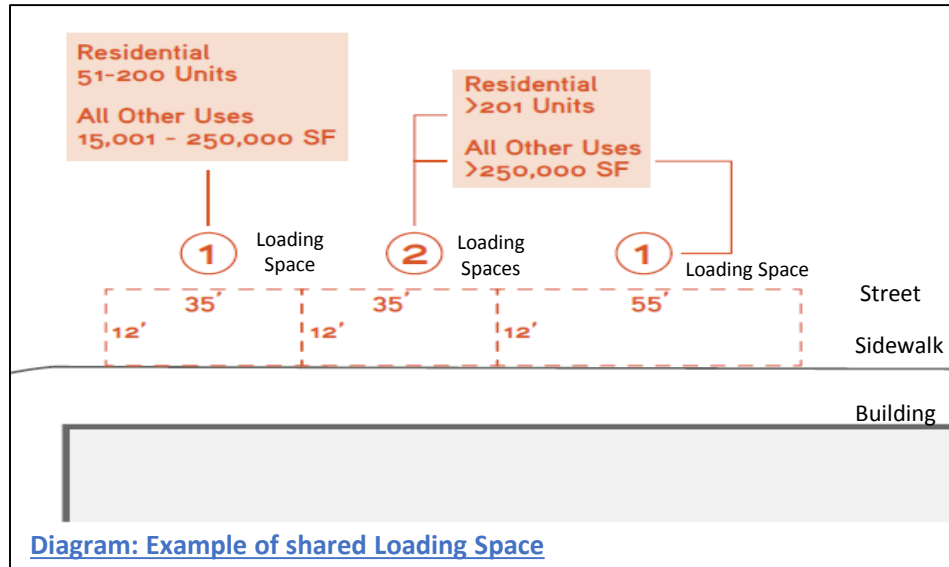 Residential
51-200 Units
All Other Uses
15,001 - 250,000 SF
Residential
>201 Units
All Other Uses
>250,000 SF
1
Loading
Space
2
Loading
Spaces
1
Loading Space
35'
35'
55'
Street
12'
12'
12'
Sidewalk
Building
Diagram: Example of shared Loading Space